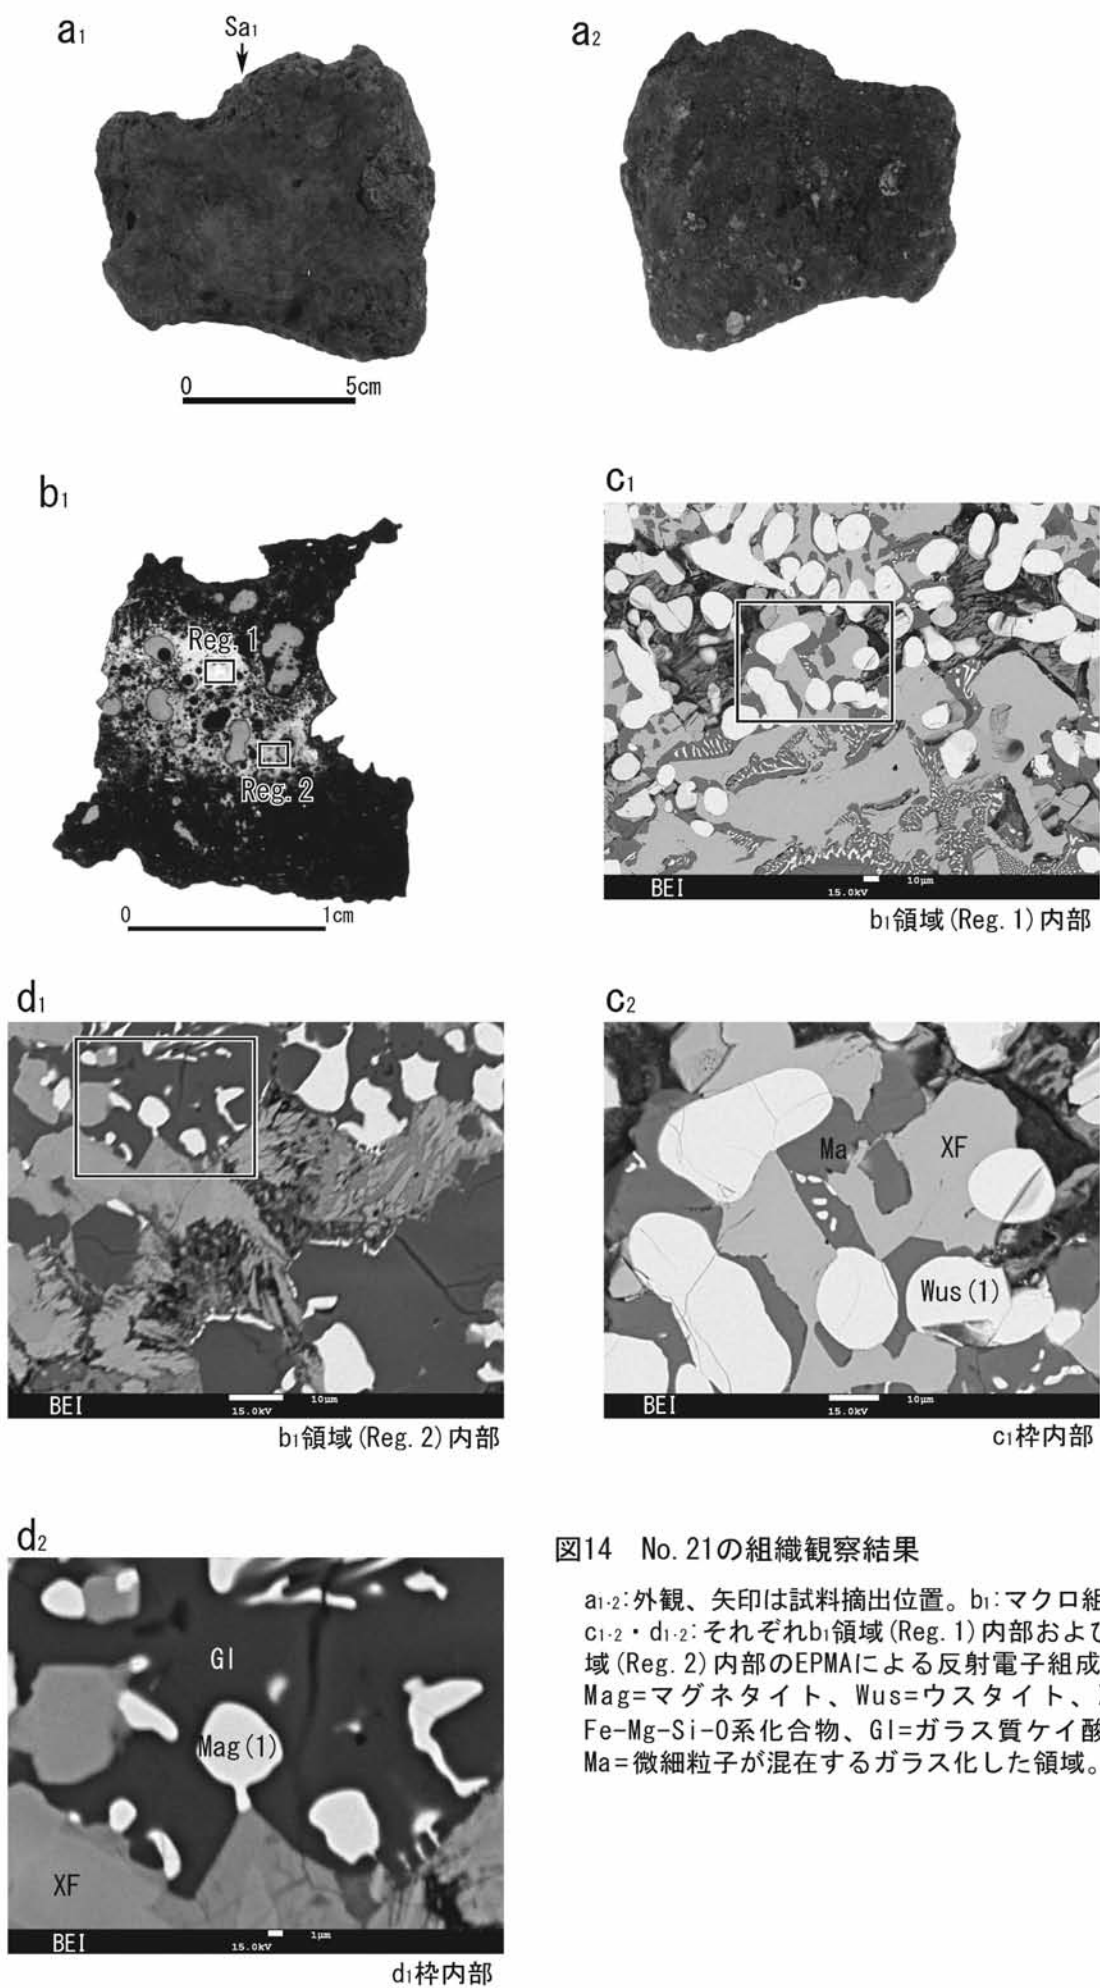 a1
Sa1
a2
0 5cm
b1
c1
Reg. 1
Reg. 2
0 1cm
BEI 15.0kV 10μm
b1領域(Reg. 1)内部
d1
c2
Ma
XF
Wus(1)
BEI 15.0kV 10μm
b1領域(Reg. 2)内部
BEI 15.0kV 10μm
c1枠内部
d2
Gl
Mag(1)
XF
BEI 15.0kV 1μm
d1枠内部
図14 No.21の組織観察結果
a1-2:外観、矢印は試料摘出位置。b1:マクロ組
c1-2・d1-2:それぞれb1領域(Reg.1)内部およ
域(Reg.2)内部のEPMAによる反射電子組成
Mag=マグネタイト、Wus=ウスタイト、
Fe-Mg-Si-O系化合物、Gl=ガラス質ケイ酸
Ma=微細粒子が混在するガラス化した領域。